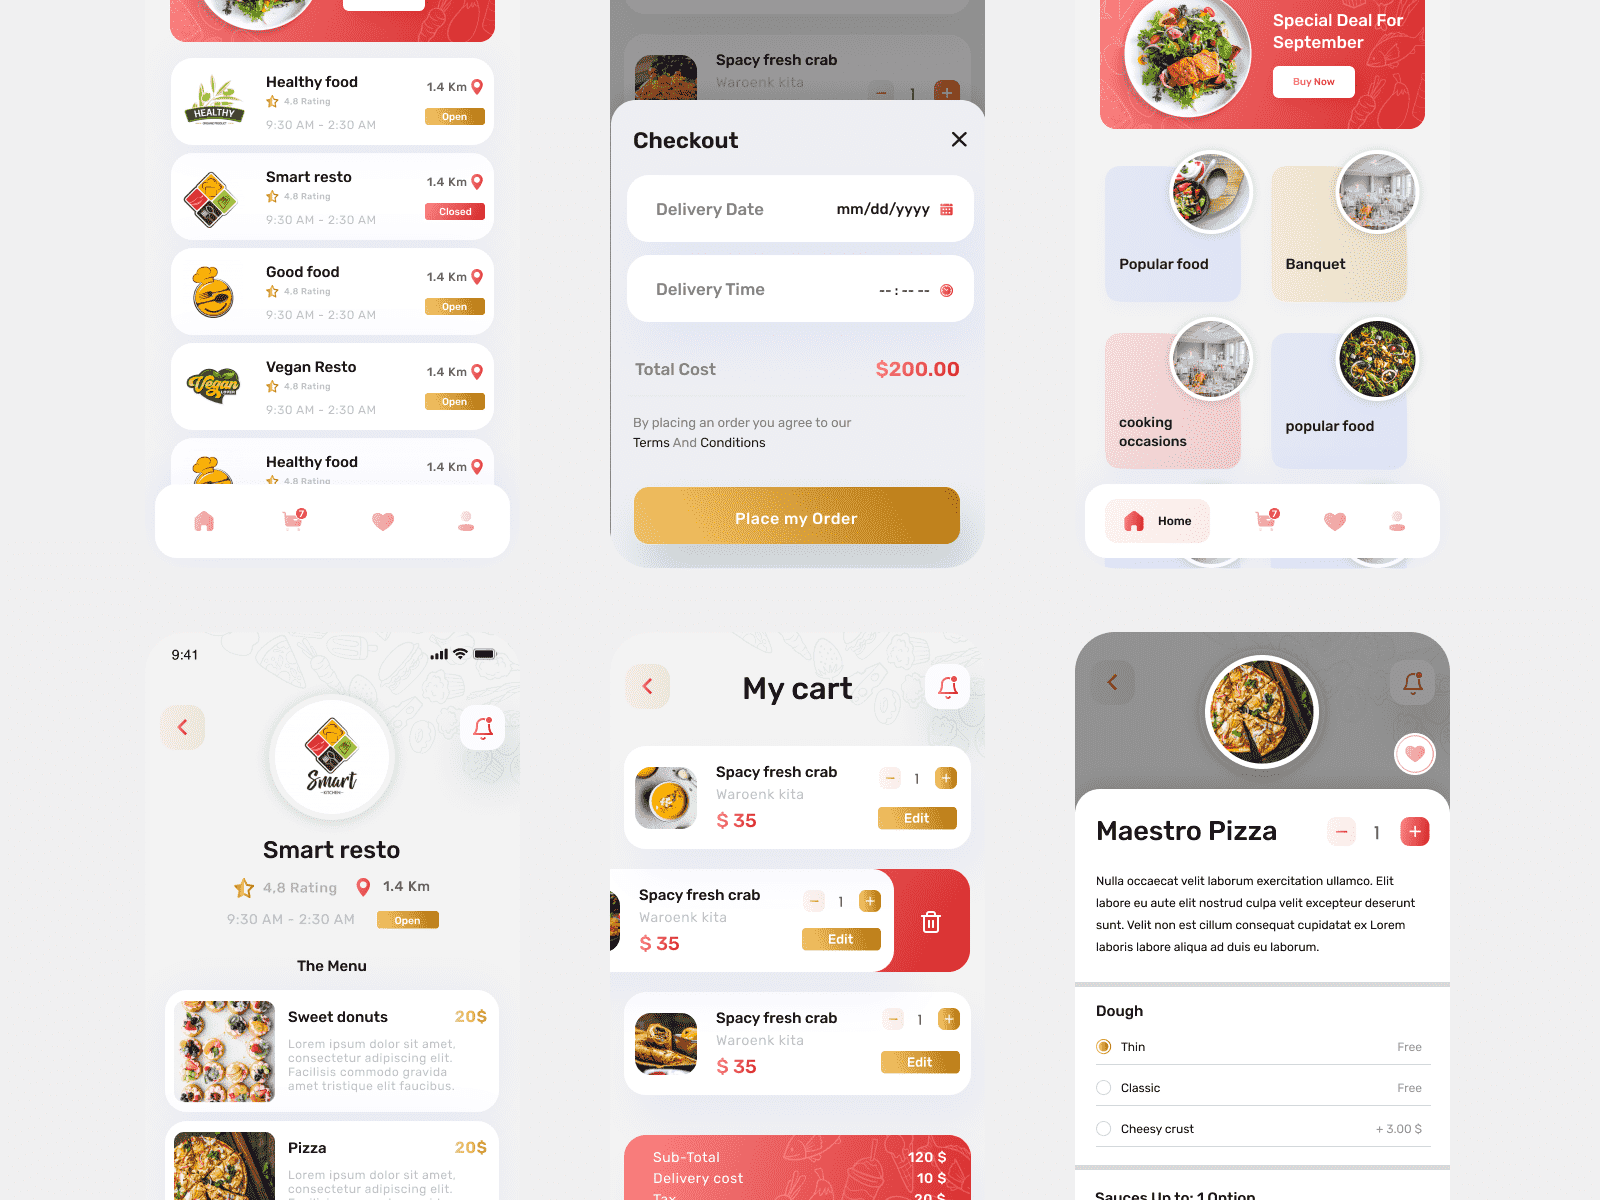 Healthy food
4,8 Rating
9:30 AM - 2:30 AM
1.4 Km
Open
HEALTHY
Smart resto
4,8 Rating
9:30 AM - 2:30 AM
1.4 Km
Closed
Good food
4,8 Rating
9:30 AM - 2:30 AM
1.4 Km
Open
Vegan
Vegan Resto
4,8 Rating
9:30 AM - 2:30 AM
1.4 Km
Open
Healthy food
4,8 Rating
1.4 Km
7
Spacy fresh crab
Waroenk kita
1
Checkout
Delivery Date
mm/dd/yyyy
Delivery Time
-- : -- --
Total Cost
$200.00
By placing an order you agree to our
Terms And Conditions
Place my Order
Special Deal For
September
Buy Now
Popular food
Banquet
cooking
occasions
popular food
Home
7
9:41
Smart
KITCHEN
Smart resto
4,8 Rating
1.4 Km
9:30 AM - 2:30 AM
Open
The Menu
Sweet donuts
20$
Lorem ipsum dolor sit amet,
consectetur adipiscing elit.
Facilisis commodo gravida
amet tristique elit faucibus.
Pizza
20$
Lorem ipsum dolor sit amet,
consectetur adipiscing elit.
My cart
Spacy fresh crab
Waroenk kita
$ 35
1
Edit
Spacy fresh crab
Waroenk kita
$ 35
1
Edit
Spacy fresh crab
Waroenk kita
$ 35
1
Edit
Sub-Total
120 $
Delivery cost
10 $
Tax
20 $
Maestro Pizza
1
Nulla occaecat velit laborum exercitation ullamco. Elit
labore eu aute elit nostrud culpa velit excepteur deserunt
sunt. Velit non est cillum consequat cupidatat ex Lorem
laboris labore aliqua ad duis eu laborum.
Dough
Thin
Free
Classic
Free
Cheesy crust
+ 3.00 $
Sauces Up to: 1 Option